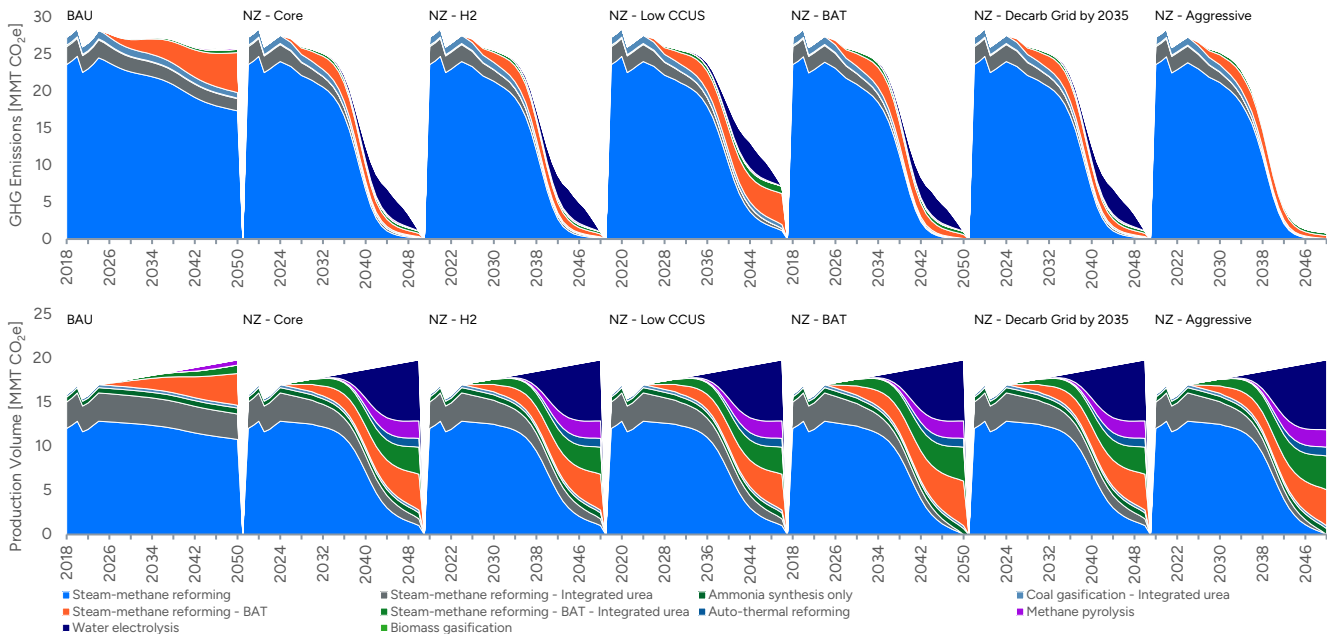 GHG Emissions [MMT CO₂e]
BAU NZ - Core NZ - H2 NZ - Low CCUS NZ - BAT NZ - Decarb Grid by 2035 NZ - Aggressive
30
25
20
15
10
5
0
2018 2026 2034 2042 2050 2024 2032 2040 2048 2022 2030 2038 2046 2020 2028 2036 2044 2018 2026 2034 2042 2050 2024 2032 2040 2048 2022 2030 2038 2046
Production Volume [MMT CO₂e]
25
BAU NZ - Core NZ - H2 NZ - Low CCUS NZ - BAT NZ - Decarb Grid by 2035 NZ - Aggressive
20
15
10
5
0
2018 2026 2034 2042 2050 2024 2032 2040 2048 2022 2030 2038 2046 2020 2028 2036 2044 2018 2026 2034 2042 2050 2024 2032 2040 2048 2022 2030 2038 2046
Steam-methane reforming Steam-methane reforming - Integrated urea Ammonia synthesis only Coal gasification - Integrated urea
Steam-methane reforming - BAT Steam-methane reforming - BAT - Integrated urea Auto-thermal reforming Methane pyrolysis
Water electrolysis Biomass gasification